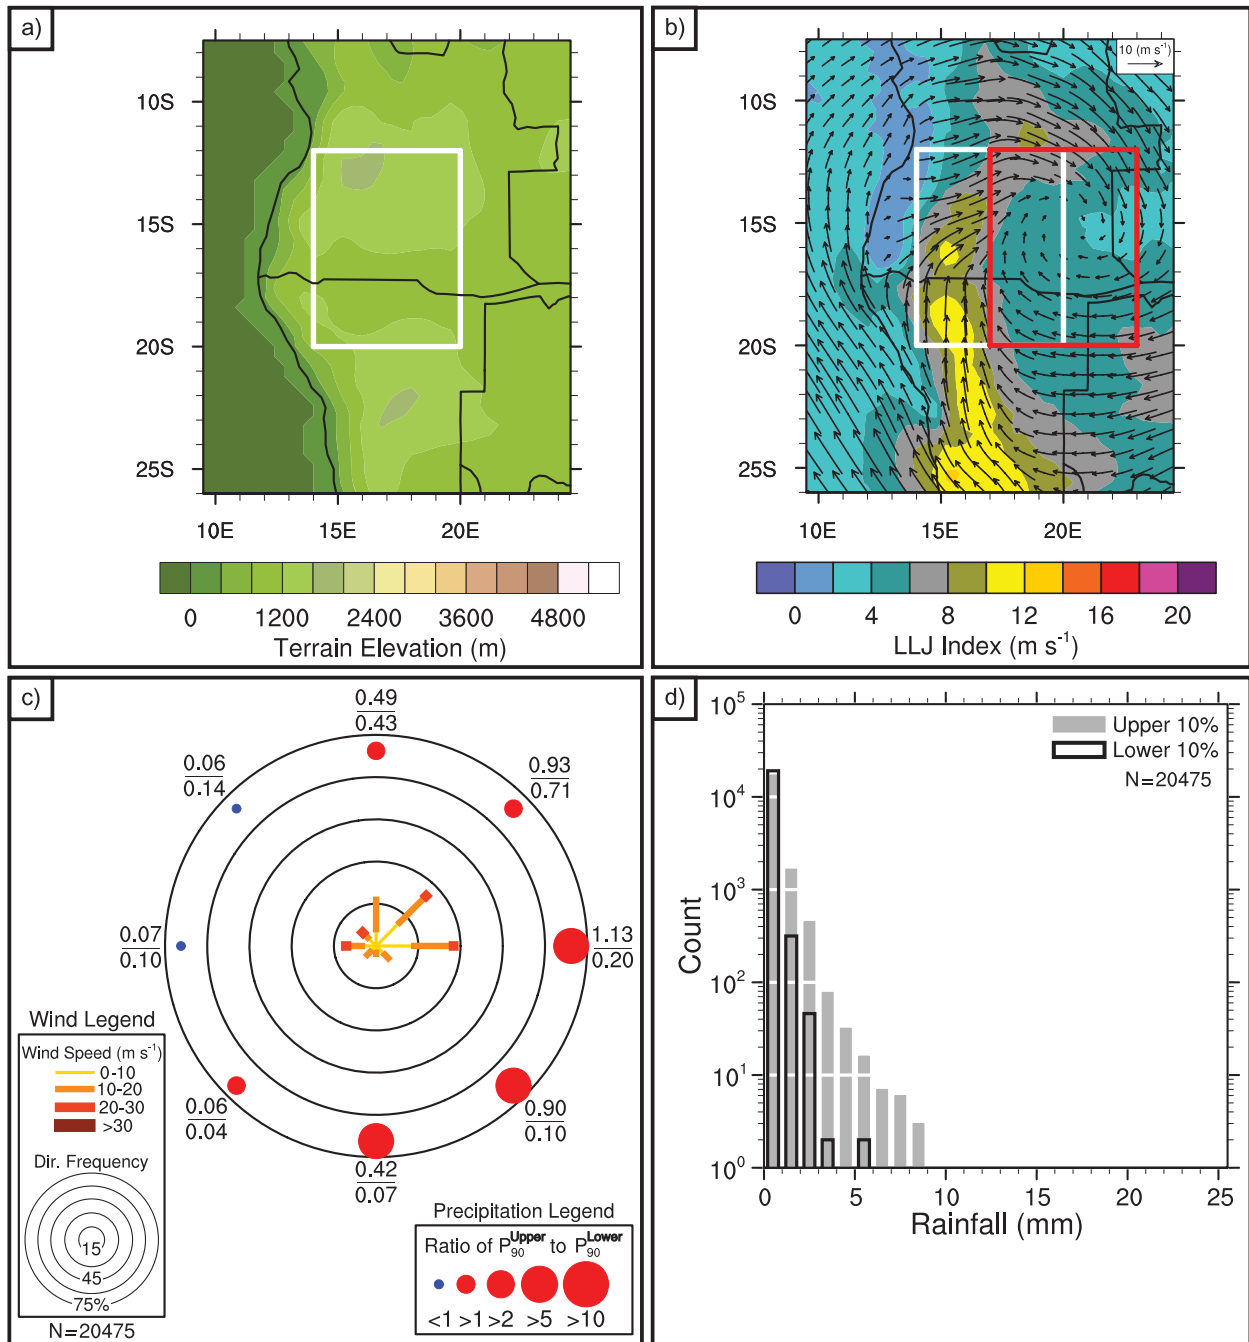 a)
10S
15S
20S
25S
10E 15E 20E
0 1200 2400 3600 4800
Terrain Elevation (m)
b)
10 (m s⁻¹)
10S
15S
20S
25S
10E 15E 20E
0 4 8 12 16 20
LLJ Index (m s⁻¹)
c)
0.49
0.43
0.06
0.14
0.93
0.71
0.07
0.10
1.13
0.20
0.06
0.04
0.90
0.10
0.42
0.07
Wind Legend
Wind Speed (m s⁻¹)
0-10
10-20
20-30
>30
Dir. Frequency
15
45
75%
N=20475
Precipitation Legend
Ratio of P₉₀^Upper to P₉₀^Lower
<1 >1 >2 >5 >10
d)
Upper 10%
Lower 10%
N=20475
10⁵
10⁴
10³
10²
10¹
10⁰
Count
0 5 10 15 20 25
Rainfall (mm)